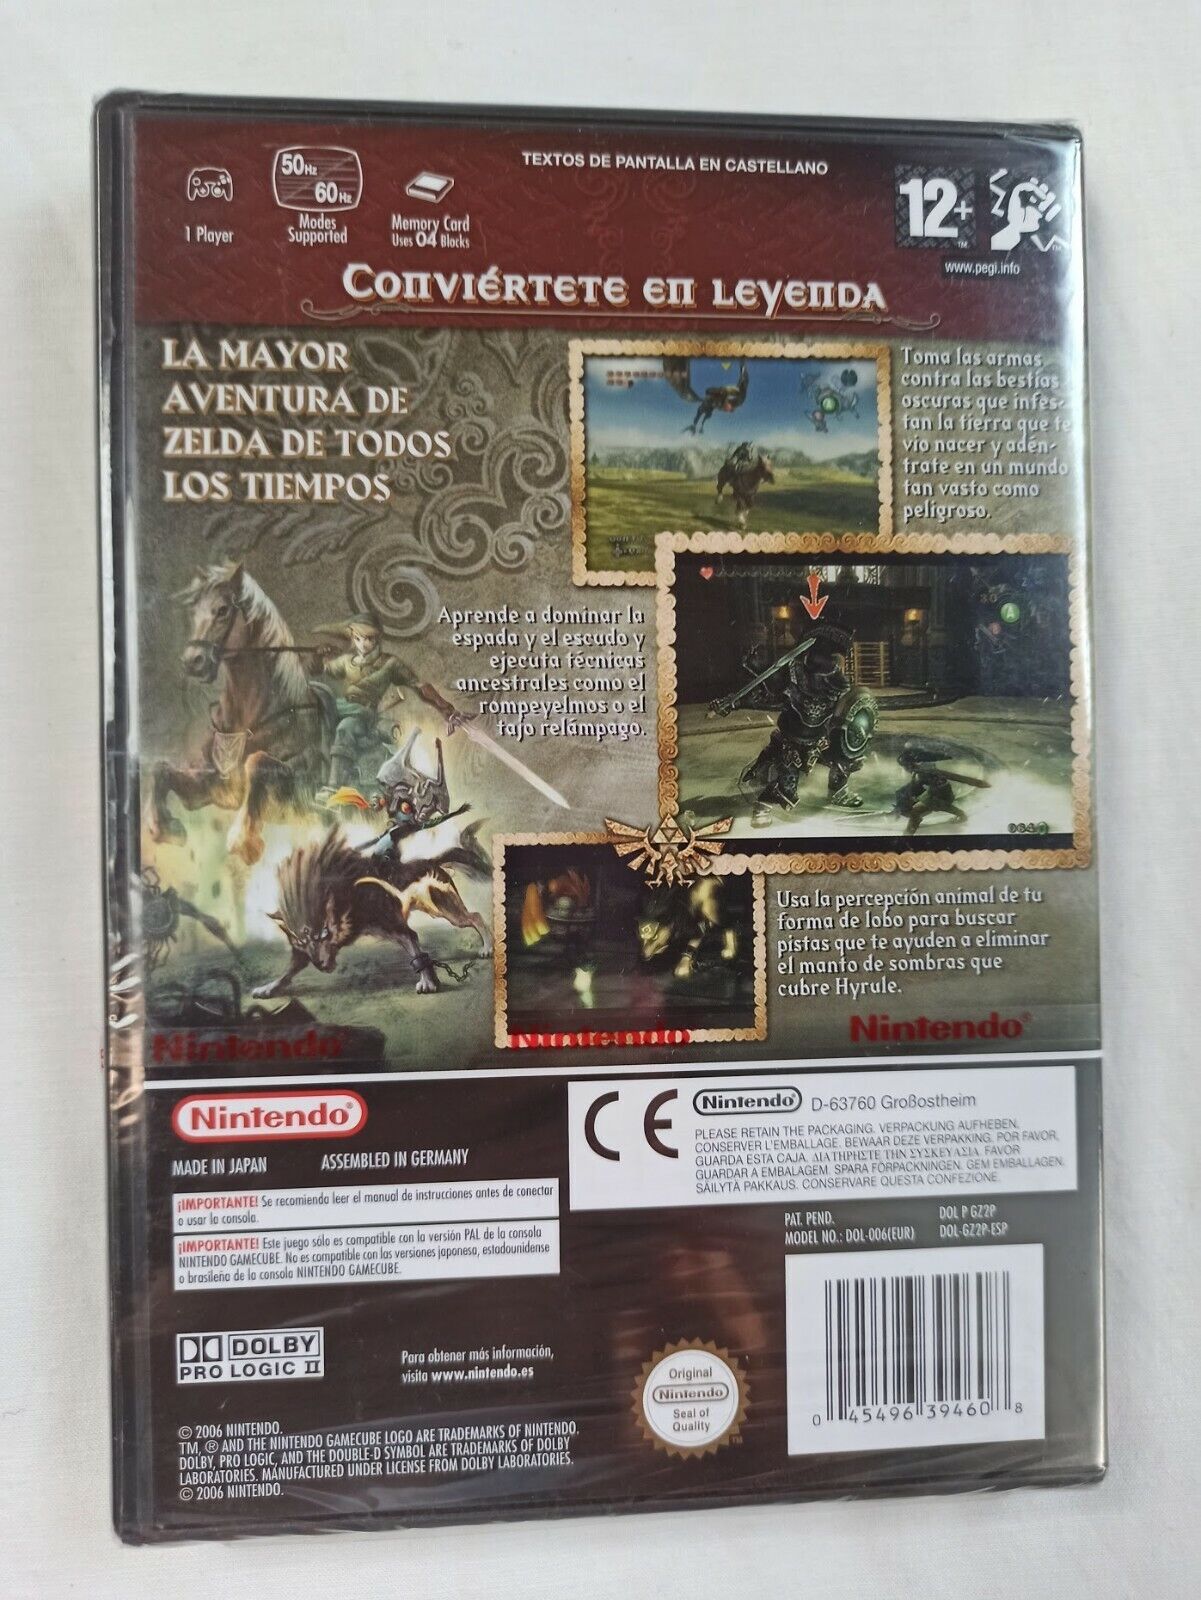 TEXTOS DE PANTALLA EN CASTELLANO
50Hz
60Hz
1 Player
Modes
Supported
Memory Card
Uses 04 Blocks
12+
TM
www.pegi.info
Conviértete en leyenda
LA MAYOR
AVENTURA DE
ZELDA DE TODOS
LOS TIEMPOS
Toma las armas
contra las bestias
oscuras que infes-
tan la tierra que te
vio nacer y adén-
trate en un mundo
tan vasto como
peligroso.
Aprende a dominar la
espada y el escudo y
ejecuta técnicas
ancestrales como el
rompeyelmos o el
tajo relámpago.
A
064
Usa la percepción animal de tu
forma de lobo para buscar
pistas que te ayuden a eliminar
el manto de sombras que
cubre Hyrule.
Nintendo® Nintendo Nintendo®
Nintendo®
MADE IN JAPAN ASSEMBLED IN GERMANY
CE
Nintendo® D-63760 Großostheim
PLEASE RETAIN THE PACKAGING. VERPACKUNG AUFHEBEN.
CONSERVER L'EMBALLAGE. BEWAAR DEZE VERPAKKING. POR FAVOR,
GUARDA ESTA CAJA. ΔΙΑΤΗΡΗΣΤΕ ΤΗΝ ΣΥΣΚΕΥΑΣΙΑ. FAVOR
GUARDAR A EMBALAGEM. SPARA FÖRPACKNINGEN. GEM EMBALLAGEN.
SÄILYTÄ PAKKAUS. CONSERVARE QUESTA CONFEZIONE.
¡IMPORTANTE! Se recomienda leer el manual de instrucciones antes de conectar
o usar la consola.
¡IMPORTANTE! Este juego sólo es compatible con la versión PAL de la consola
NINTENDO GAMECUBE. No es compatible con las versiones japonesa, estadounidense
o brasileña de la consola NINTENDO GAMECUBE.
PAT. PEND. DOL P GZ2P
MODEL NO.: DOL-006(EUR) DOL-GZ2P-ESP
DOLBY
PRO LOGIC II
Para obtener más información,
visita www.nintendo.es
Original
Nintendo
Seal of
Quality
TM
0 45496 39460 8
© 2006 NINTENDO.
TM, ® AND THE NINTENDO GAMECUBE LOGO ARE TRADEMARKS OF NINTENDO.
DOLBY, PRO LOGIC, AND THE DOUBLE-D SYMBOL ARE TRADEMARKS OF DOLBY
LABORATORIES. MANUFACTURED UNDER LICENSE FROM DOLBY LABORATORIES.
© 2006 NINTENDO.